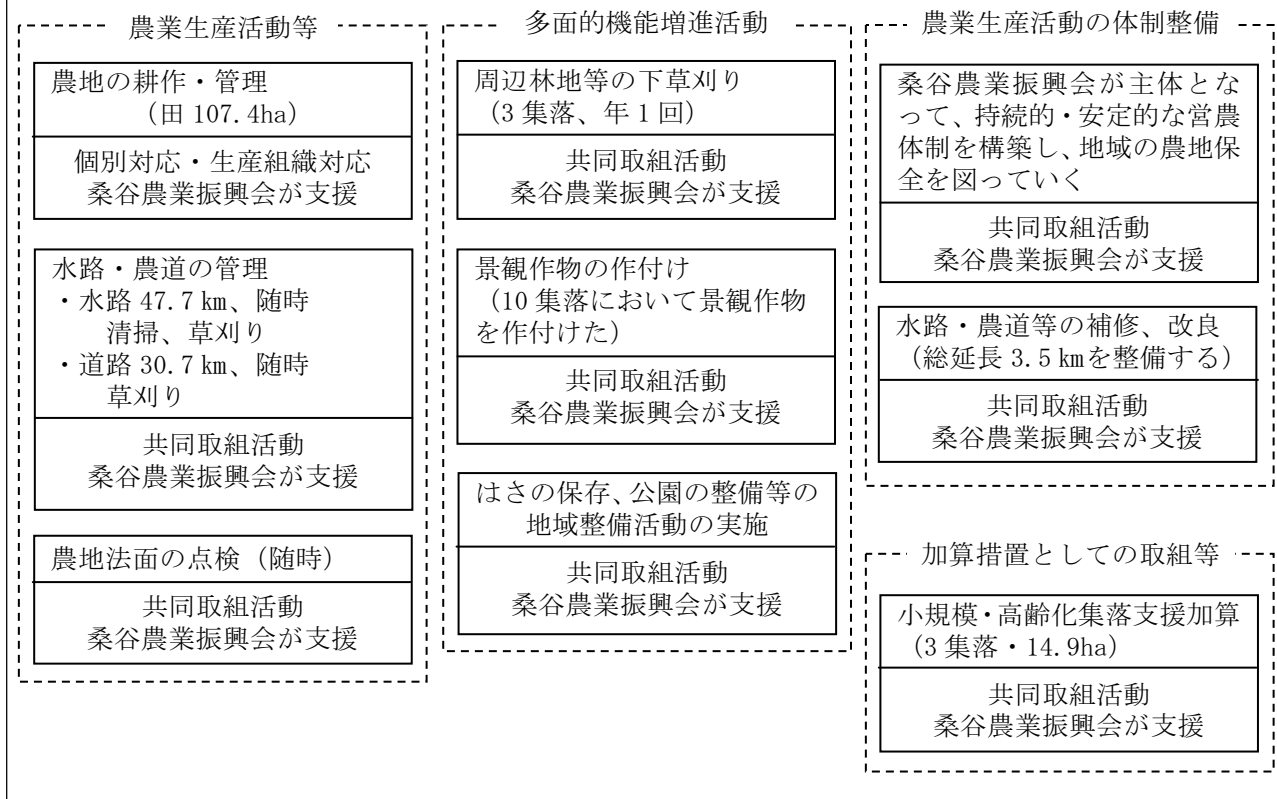 農業生産活動等
農地の耕作・管理
（田 107.4ha）
個別対応・生産組織対応
桑谷農業振興会が支援
水路・農道の管理
・水路 47.7 ㎞、随時
清掃、草刈り
・道路 30.7 ㎞、随時
草刈り
共同取組活動
桑谷農業振興会が支援
農地法面の点検（随時）
共同取組活動
桑谷農業振興会が支援
多面的機能増進活動
周辺林地等の下草刈り
（3 集落、年 1 回）
共同取組活動
桑谷農業振興会が支援
景観作物の作付け
（10 集落において景観作物
を作付けた）
共同取組活動
桑谷農業振興会が支援
はさの保存、公園の整備等の
地域整備活動の実施
共同取組活動
桑谷農業振興会が支援
農業生産活動の体制整備
桑谷農業振興会が主体とな
って、持続的・安定的な営農
体制を構築し、地域の農地保
全を図っていく
共同取組活動
桑谷農業振興会が支援
水路・農道等の補修、改良
（総延長 3.5 ㎞を整備する）
共同取組活動
桑谷農業振興会が支援
加算措置としての取組等
小規模・高齢化集落支援加算
（3 集落・14.9ha）
共同取組活動
桑谷農業振興会が支援